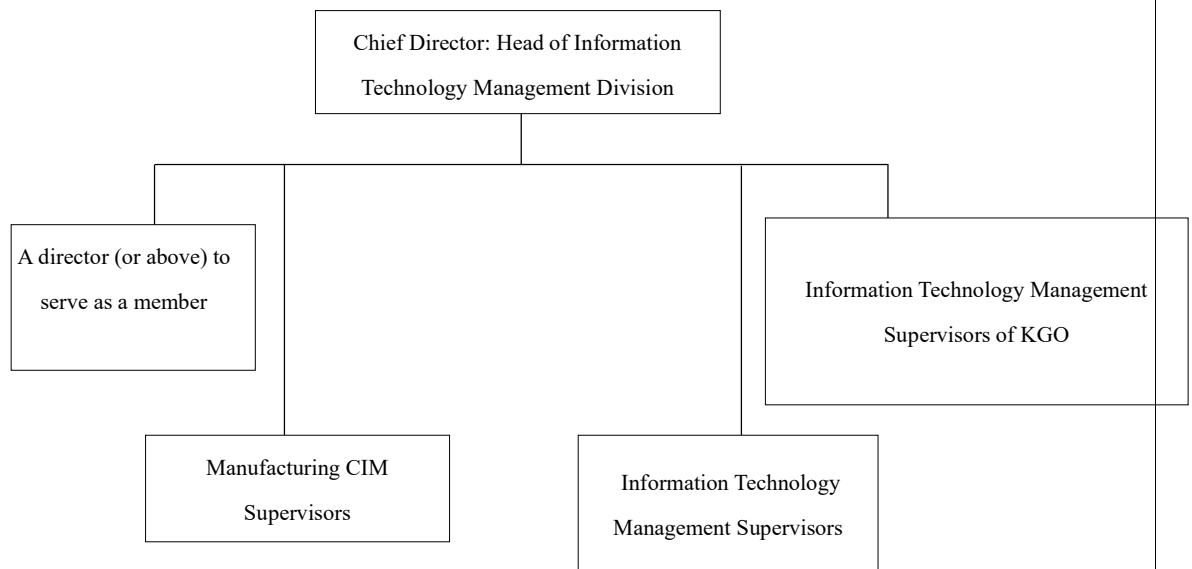 Chief Director: Head of Information
Technology Management Division
A director (or above) to
serve as a member
Information Technology Management
Supervisors of KGO
Manufacturing CIM
Supervisors
Information Technology
Management Supervisors